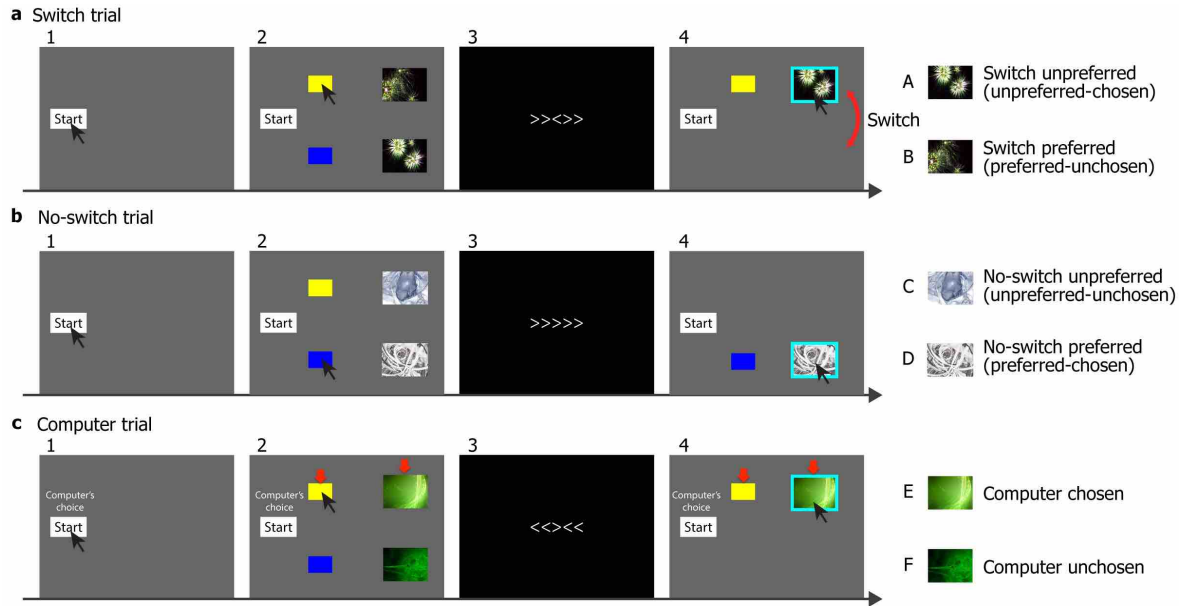 a Switch trial
1 2 3 4
Start
Start
>><>>
Start
Switch
A Switch unpreferred
(unpreferred-chosen)
B Switch preferred
(preferred-unchosen)
b No-switch trial
1 2 3 4
Start
Start
>>>>>
Start
C No-switch unpreferred
(unpreferred-unchosen)
D No-switch preferred
(preferred-chosen)
c Computer trial
1 2 3 4
Computer's
choice
Start
Computer's
choice
Start
<<><<
Computer's
choice
Start
E Computer chosen
F Computer unchosen